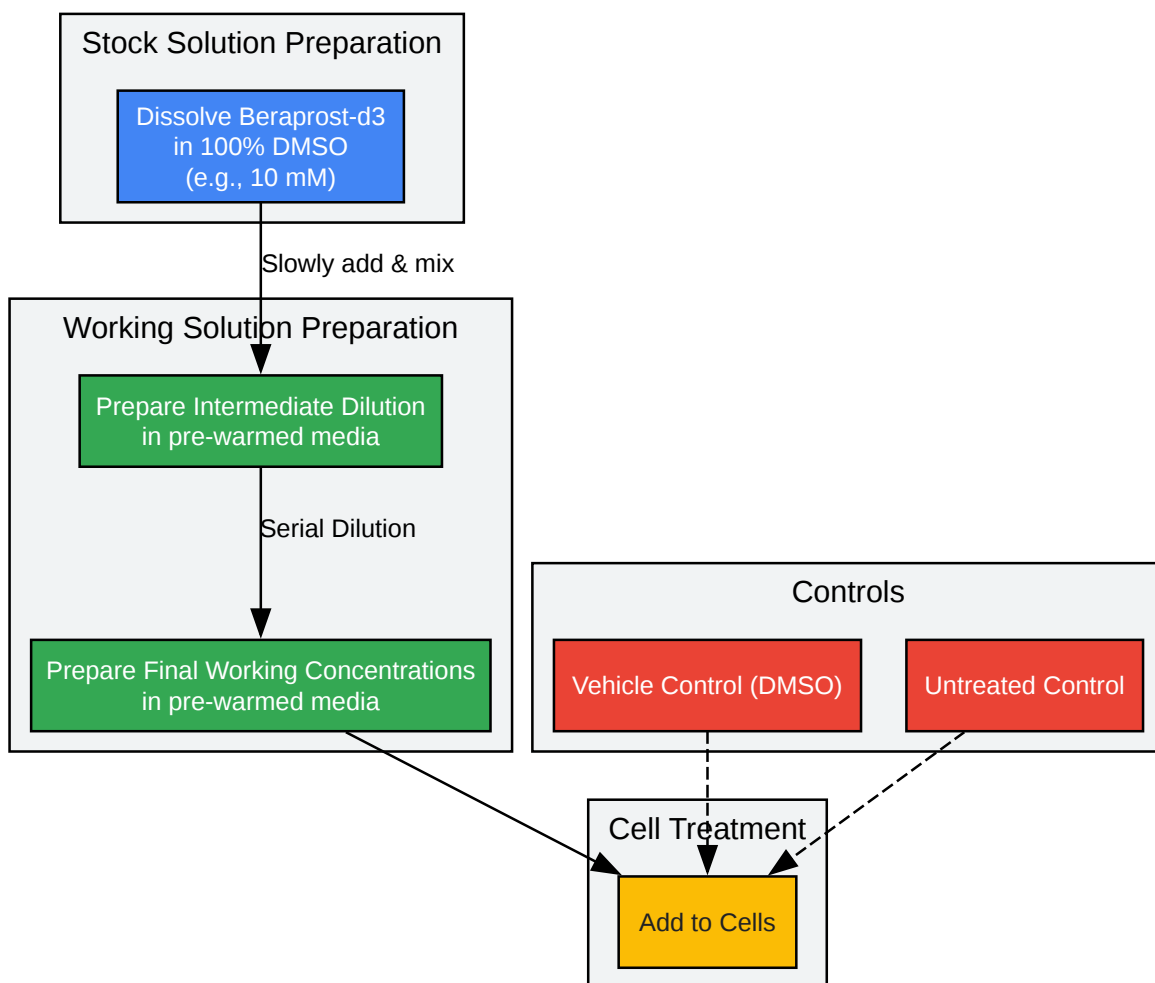 Stock Solution Preparation
Dissolve Beraprost-d3
in 100% DMSO
(e.g., 10 mM)
Slowly add & mix
Working Solution Preparation
Prepare Intermediate Dilution
in pre-warmed media
Serial Dilution
Prepare Final Working Concentrations
in pre-warmed media
Controls
Vehicle Control (DMSO)
Untreated Control
Cell Treatment
Add to Cells